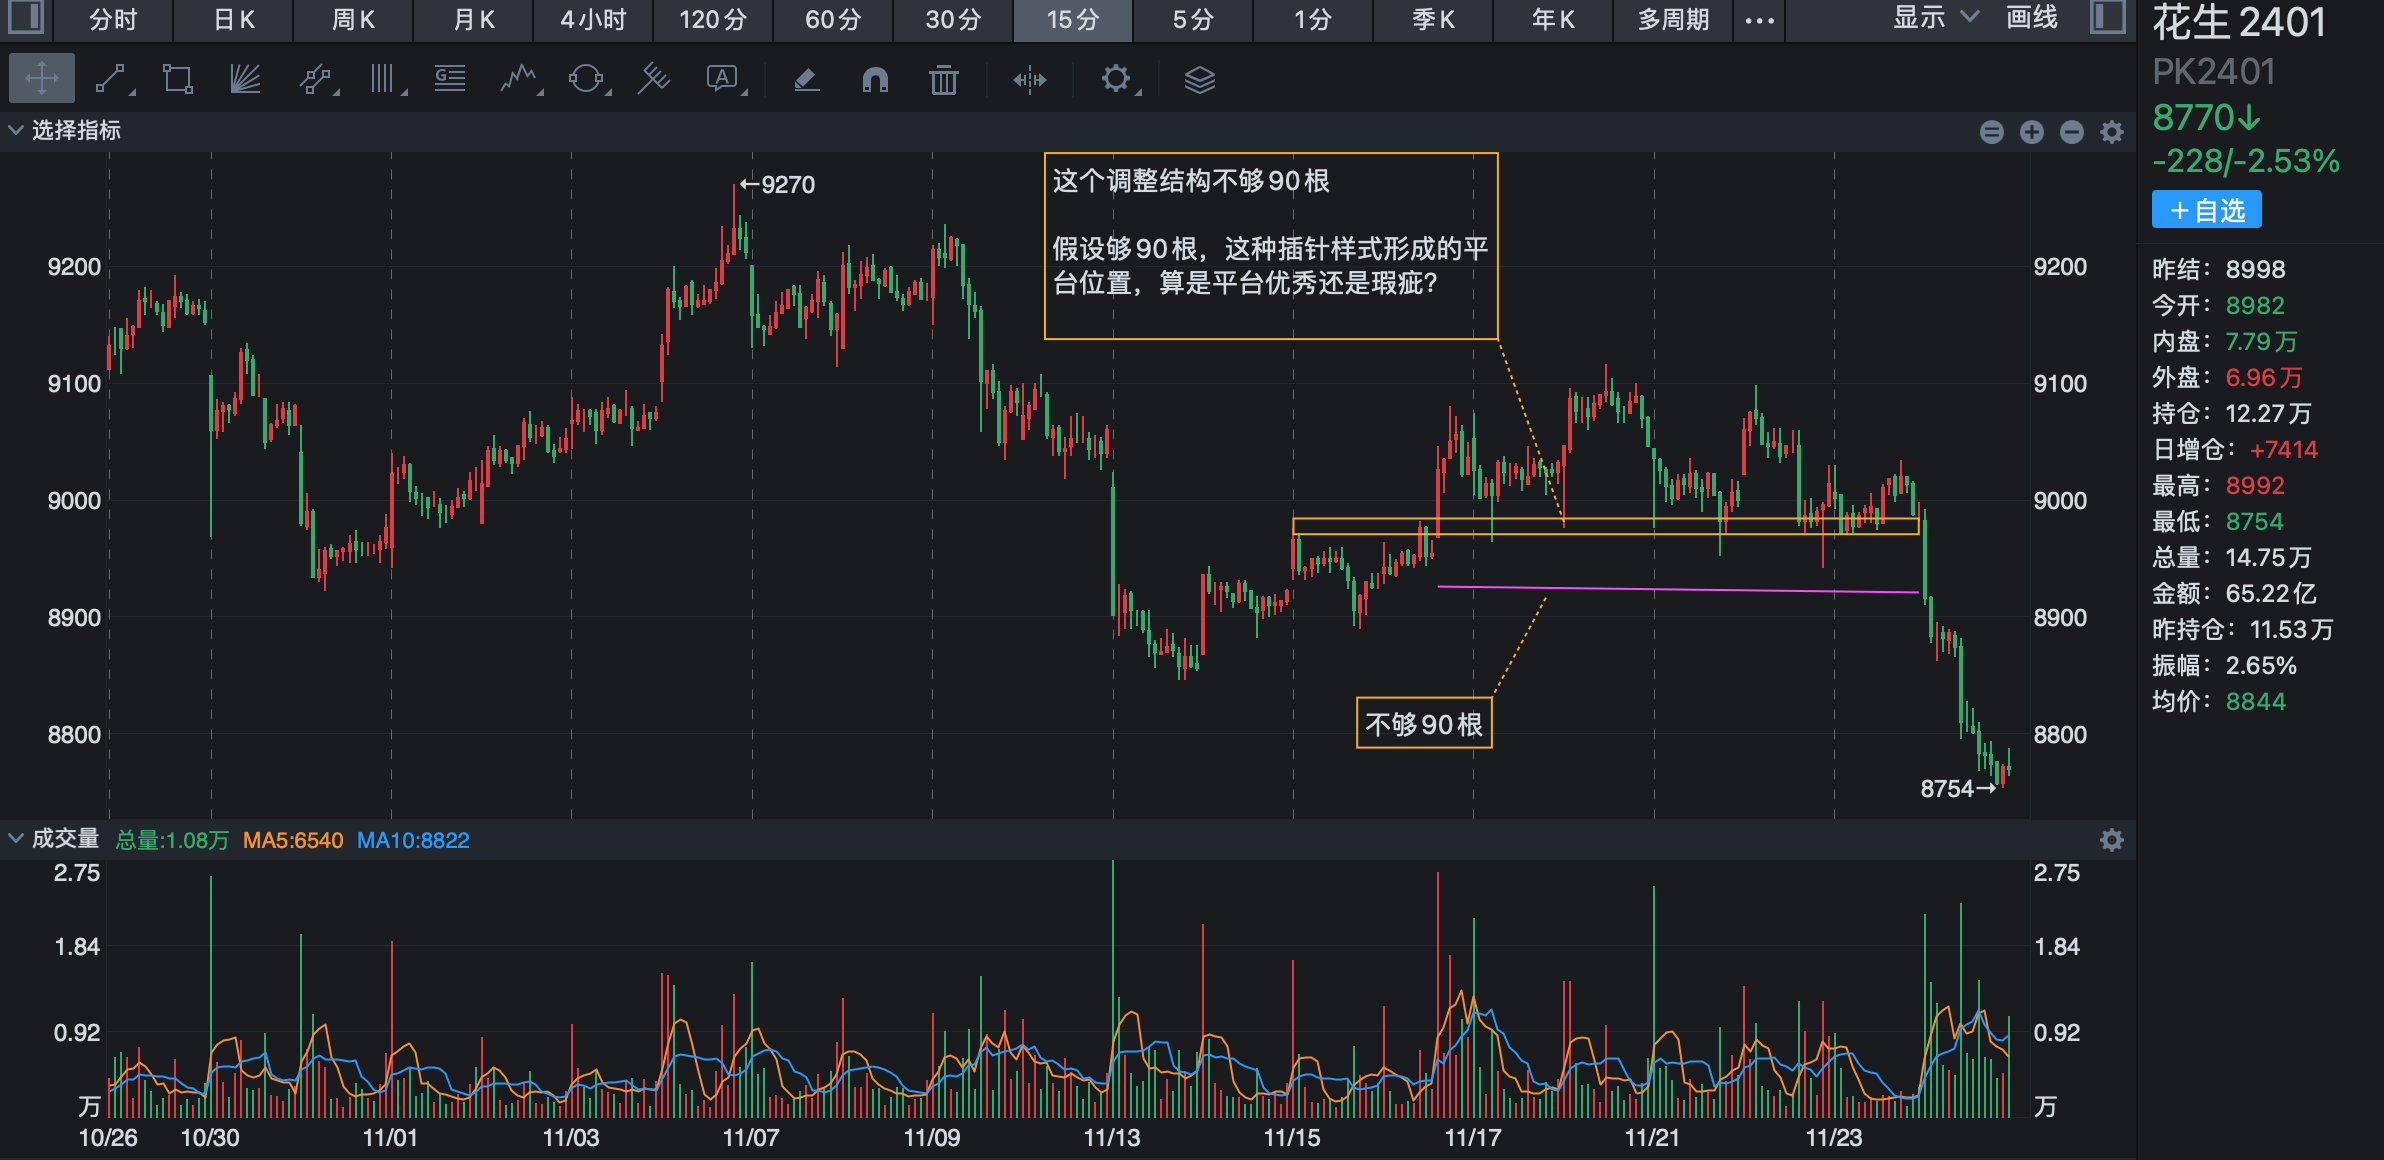 分时 日K 周K 月K 4小时 120分 60分 30分 15分 5分 1分 季K 年K 多周期 ••• 显示 画线
选择指标
9270
这个调整结构不够90根
假设够90根，这种插针样式形成的平
台位置，算是平台优秀还是瑕疵？
9200 9200
9100 9100
9000 9000
8900 8900
8800 8800
不够90根
8754
成交量 总量:1.08万 MA5:6540 MA10:8822
2.75 2.75
1.84 1.84
0.92 0.92
万 万
10/26 10/30 11/01 11/03 11/07 11/09 11/13 11/15 11/17 11/21 11/23
花生2401
PK2401
8770↓
-228/-2.53%
＋自选
昨结：8998
今开：8982
内盘：7.79万
外盘：6.96万
持仓：12.27万
日增仓：+7414
最高：8992
最低：8754
总量：14.75万
金额：65.22亿
昨持仓：11.53万
振幅：2.65%
均价：8844